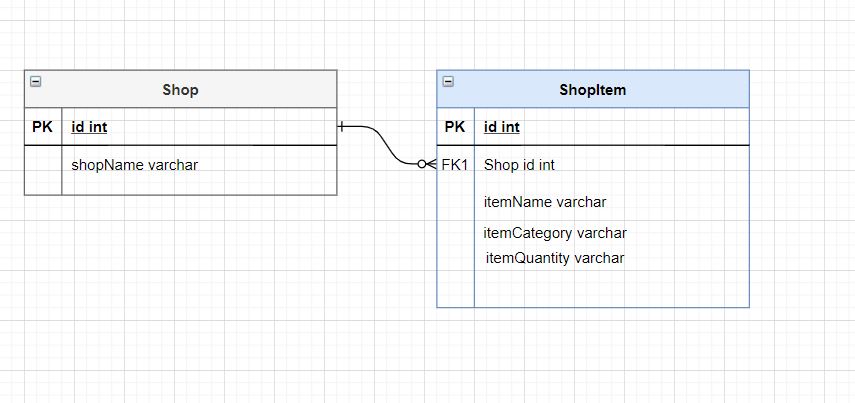 Shop
PK id int
shopName varchar
ShopItem
PK id int
FK1 Shop id int
itemName varchar
itemCategory varchar
itemQuantity varchar